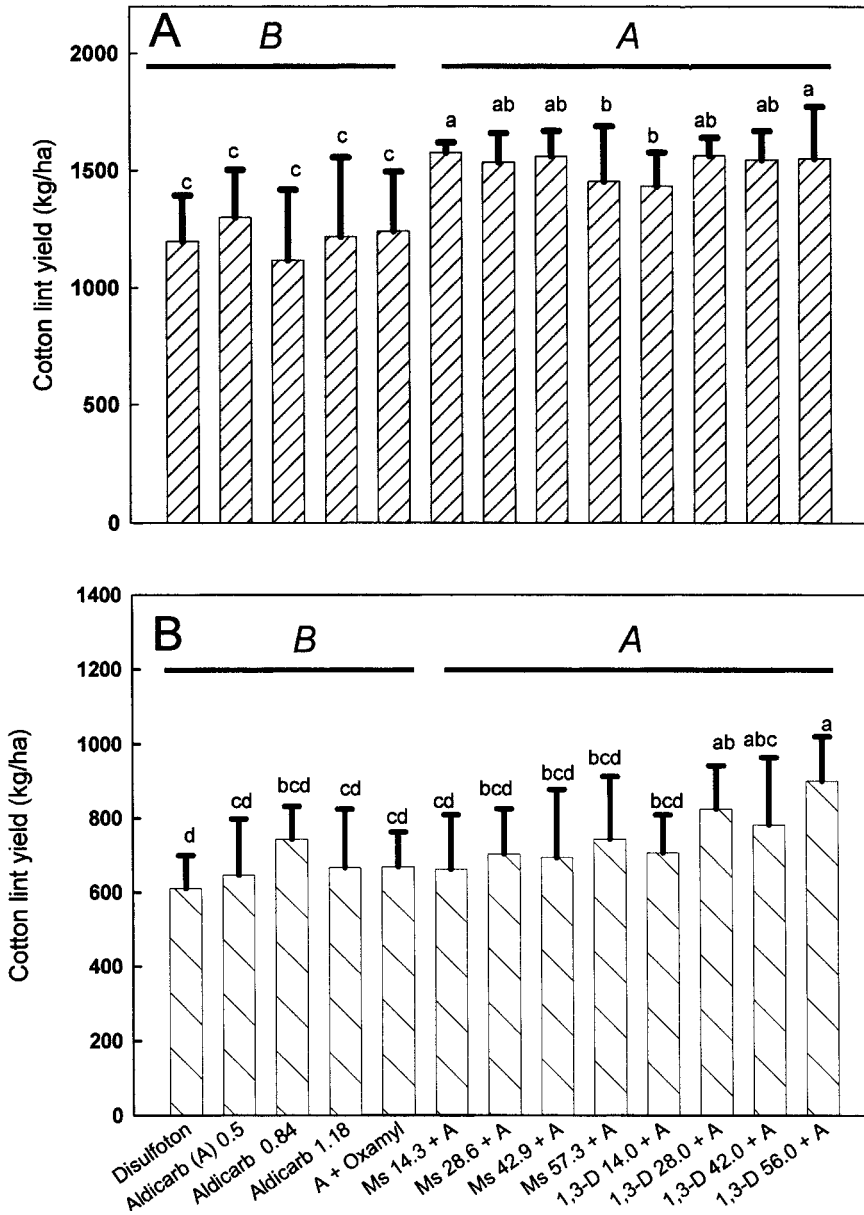 A
B
A
Cotton lint yield (kg/ha)
2000
1500
1000
500
0
c
c
c
c
c
a
ab
ab
b
b
ab
ab
a
B
B
A
Cotton lint yield (kg/ha)
1400
1200
1000
800
600
400
200
0
d
cd
bcd
cd
cd
cd
bcd
bcd
bcd
bcd
ab
abc
a
Disulfoton
Aldicarb (A) 0.5
Aldicarb 0.84
Aldicarb 1.18
A + Oxamyl
Ms 14.3 + A
Ms 28.6 + A
Ms 42.9 + A
Ms 57.3 + A
1,3-D 14.0 + A
1,3-D 28.0 + A
1,3-D 42.0 + A
1,3-D 56.0 + A